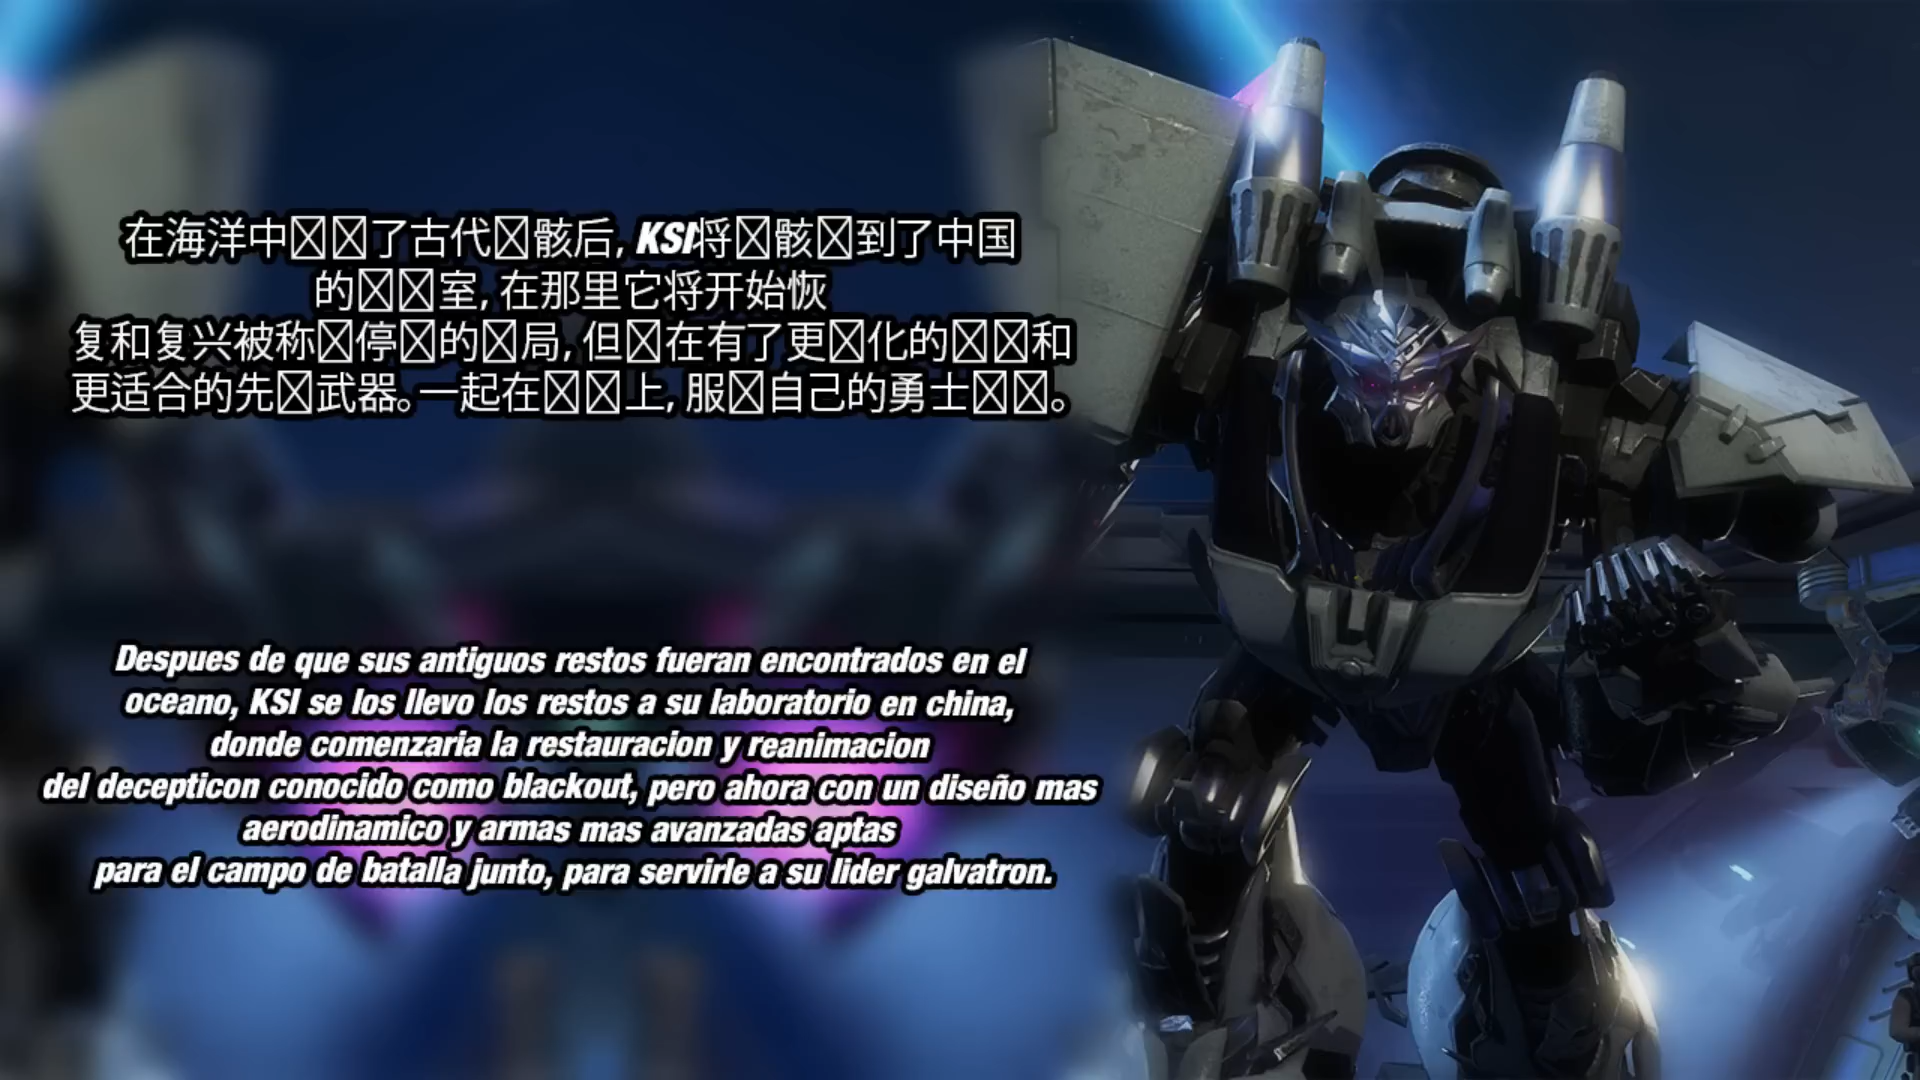 在海洋中☒☒了古代☒骸后, KSI将☒骸☒到了中国
的☒☒室, 在那里它将开始恢
复和复兴被称☒停☒的☒局, 但☒在有了更☒化的☒☒和
更适合的先☒武器。一起在☒☒上, 服☒自己的勇士☒☒。
Despues de que sus antiguos restos fueran encontrados en el
oceano, KSI se los llevo los restos a su laboratorio en china,
donde comenzaria la restauracion y reanimacion
del decepticon conocido como blackout, pero ahora con un diseño mas
aerodinamico y armas mas avanzadas aptas
para el campo de batalla junto, para servirle a su lider galvatron.